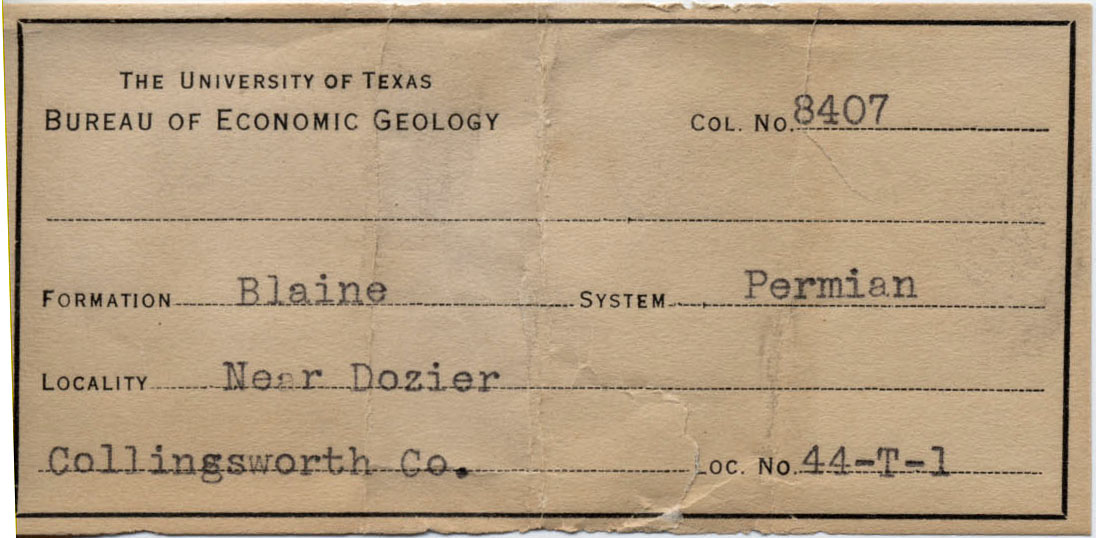 THE UNIVERSITY OF TEXAS
BUREAU OF ECONOMIC GEOLOGY
COL. NO. 8407
FORMATION Blaine SYSTEM Permian
LOCALITY Near Dozier
Collingsworth Co. LOC. NO. 44-T-1